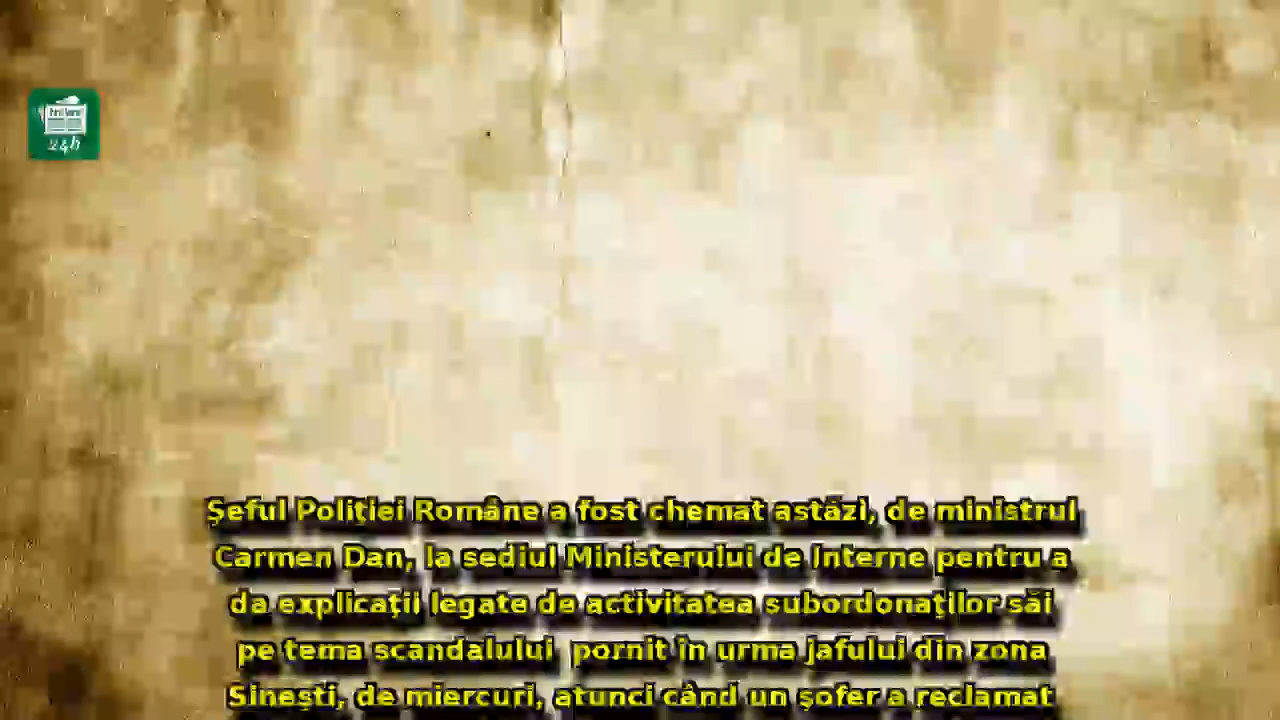 24h
Şeful Poliţiei Române a fost chemat astăzi, de ministrul
Carmen Dan, la sediul Ministerului de Interne pentru a
da explicaţii legate de activitatea subordonaţilor săi
pe tema scandalului pornit în urma jafului din zona
Sineşti, de miercuri, atunci când un şofer a reclamat